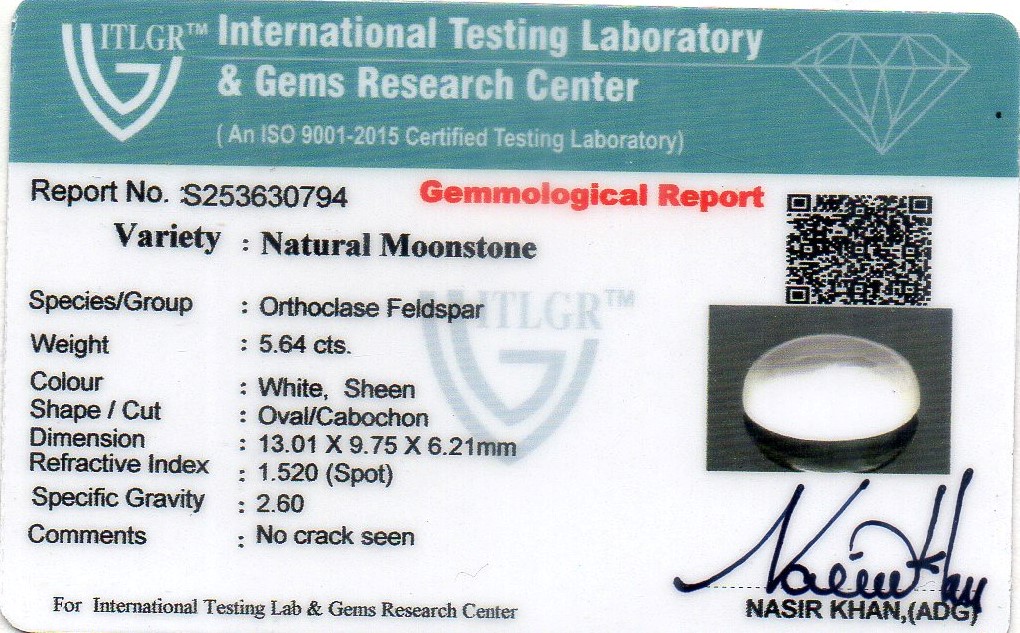 ITLGR™ International Testing Laboratory
& Gems Research Center
( An ISO 9001-2015 Certified Testing Laboratory)
Report No. :S253630794
Gemmological Report
Variety : Natural Moonstone
ITLGR™
Species/Group : Orthoclase Feldspar
Weight : 5.64 cts.
Colour : White, Sheen
Shape / Cut : Oval/Cabochon
Dimension : 13.01 X 9.75 X 6.21mm
Refractive Index : 1.520 (Spot)
Specific Gravity : 2.60
Comments : No crack seen
For International Testing Lab & Gems Research Center
NASIR KHAN,(ADG)